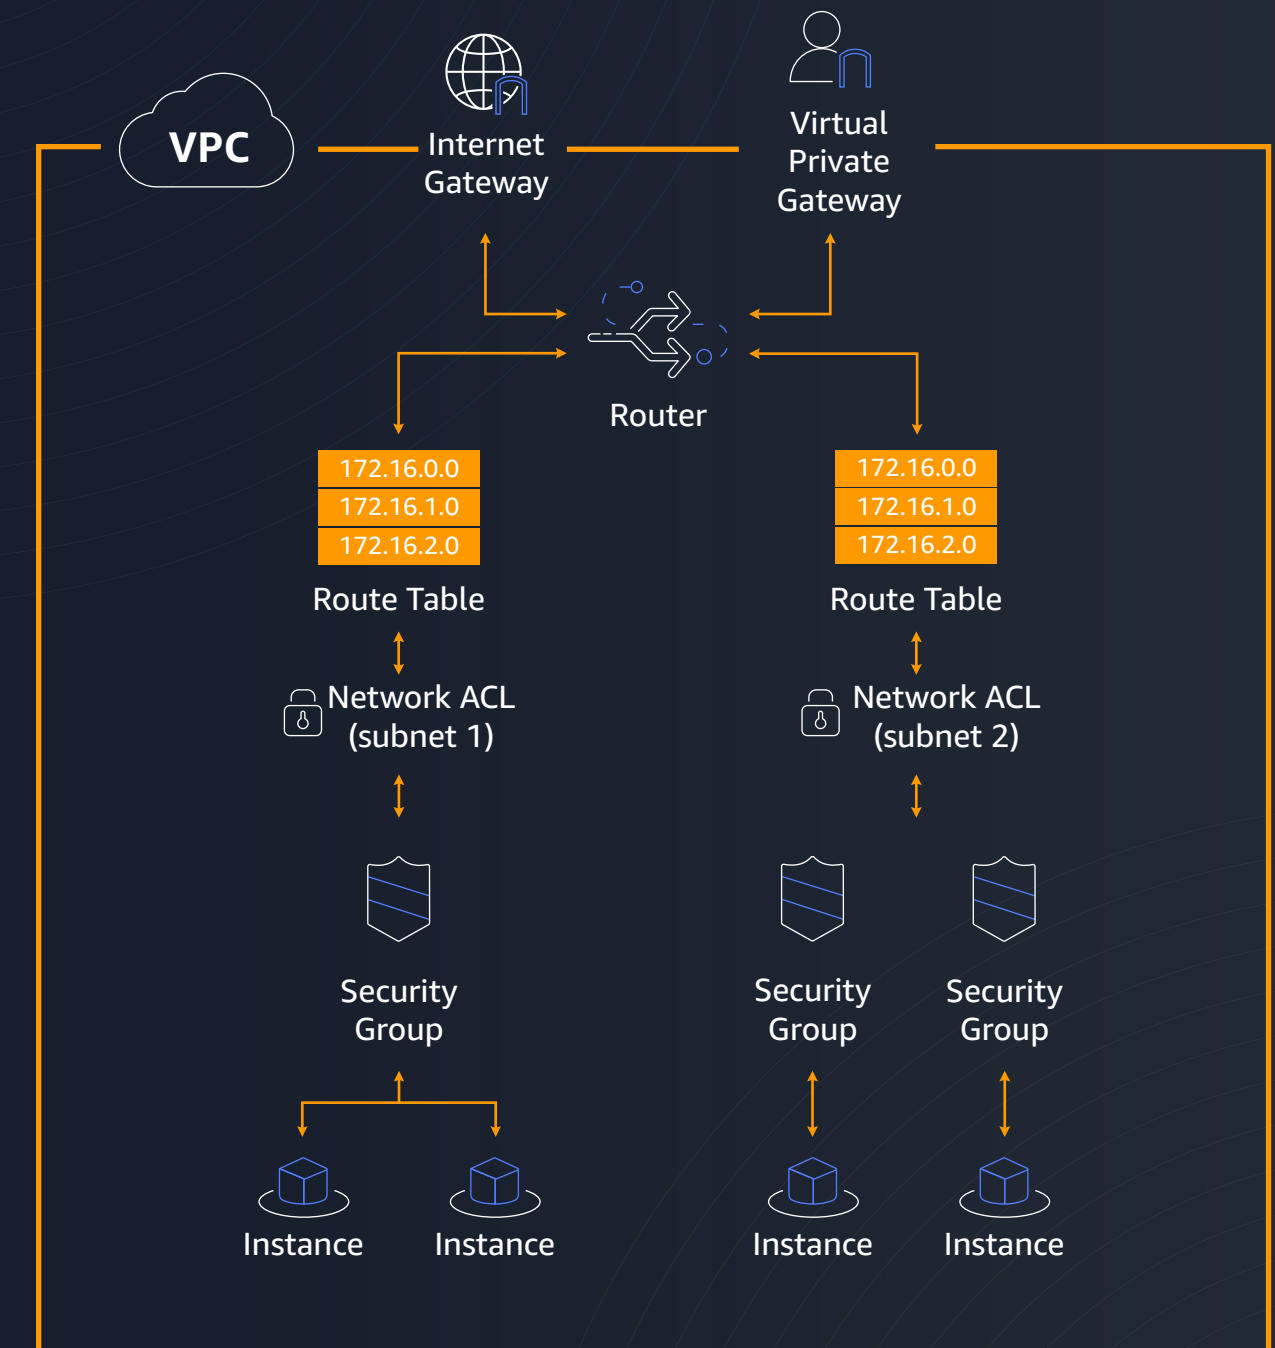 VPC
Internet
Gateway
Virtual
Private
Gateway
Router
172.16.0.0
172.16.1.0
172.16.2.0
Route Table
172.16.0.0
172.16.1.0
172.16.2.0
Route Table
Network ACL
(subnet 1)
Network ACL
(subnet 2)
Security
Group
Security
Group
Security
Group
Instance
Instance
Instance
Instance